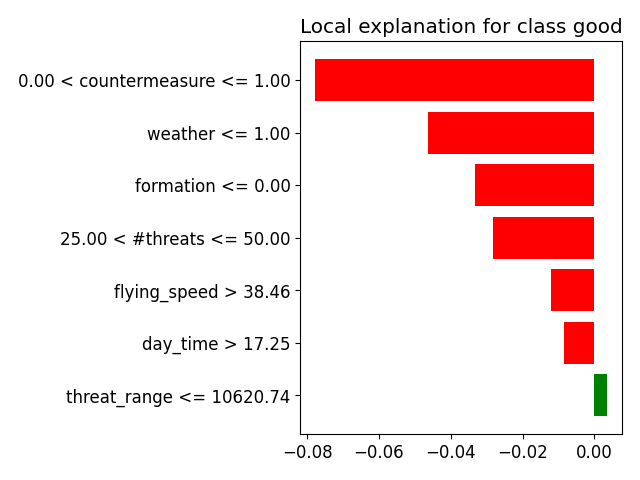 Local explanation for class good
0.00 < countermeasure <= 1.00
weather <= 1.00
formation <= 0.00
25.00 < #threats <= 50.00
flying_speed > 38.46
day_time > 17.25
threat_range <= 10620.74
−0.08 −0.06 −0.04 −0.02 0.00